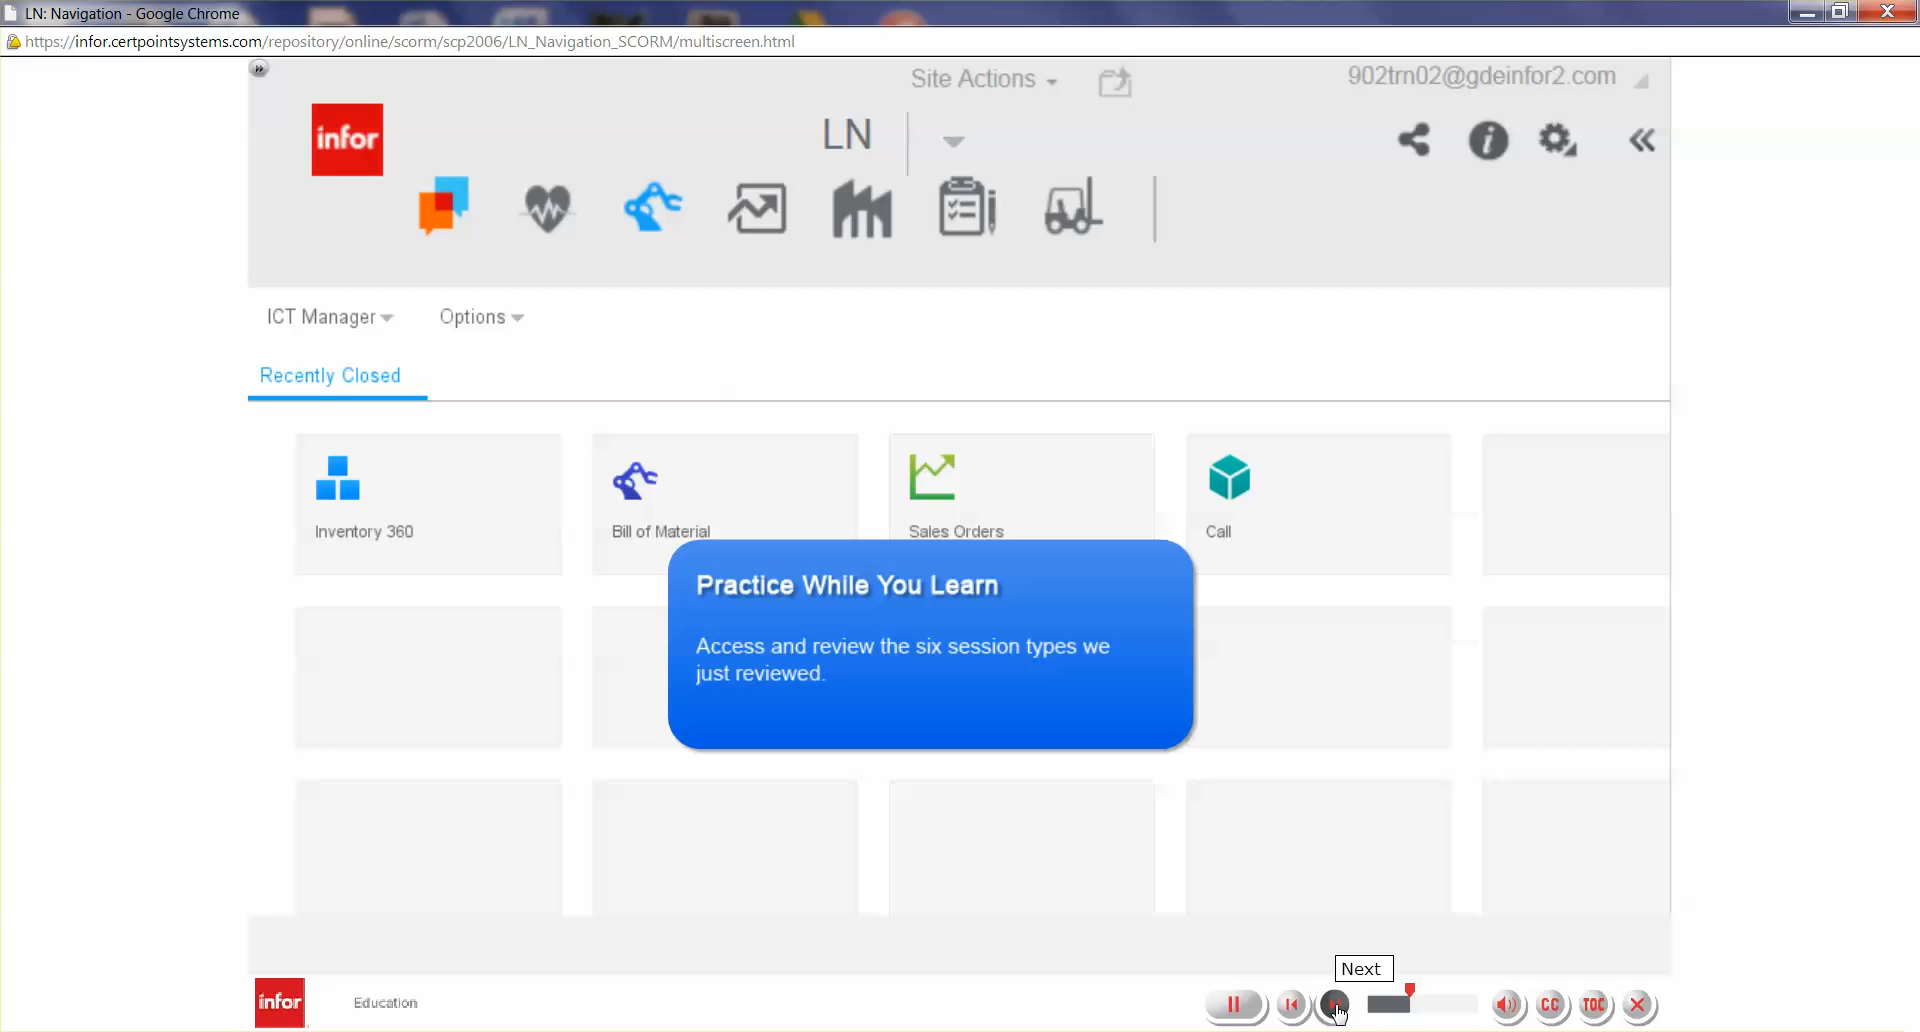 LN: Navigation - Google Chrome
https://infor.certpointsystems.com/repository/online/scorm/scp2006/LN_Navigation_SCORM/multiscreen.html
Site Actions
902trn02@gdeinfor2.com
infor
LN
ICT Manager
Options
Recently Closed
Inventory 360
Bill of Material
Sales Orders
Call
Practice While You Learn
Access and review the six session types we
just reviewed.
Next
infor
Education
CC
TOC